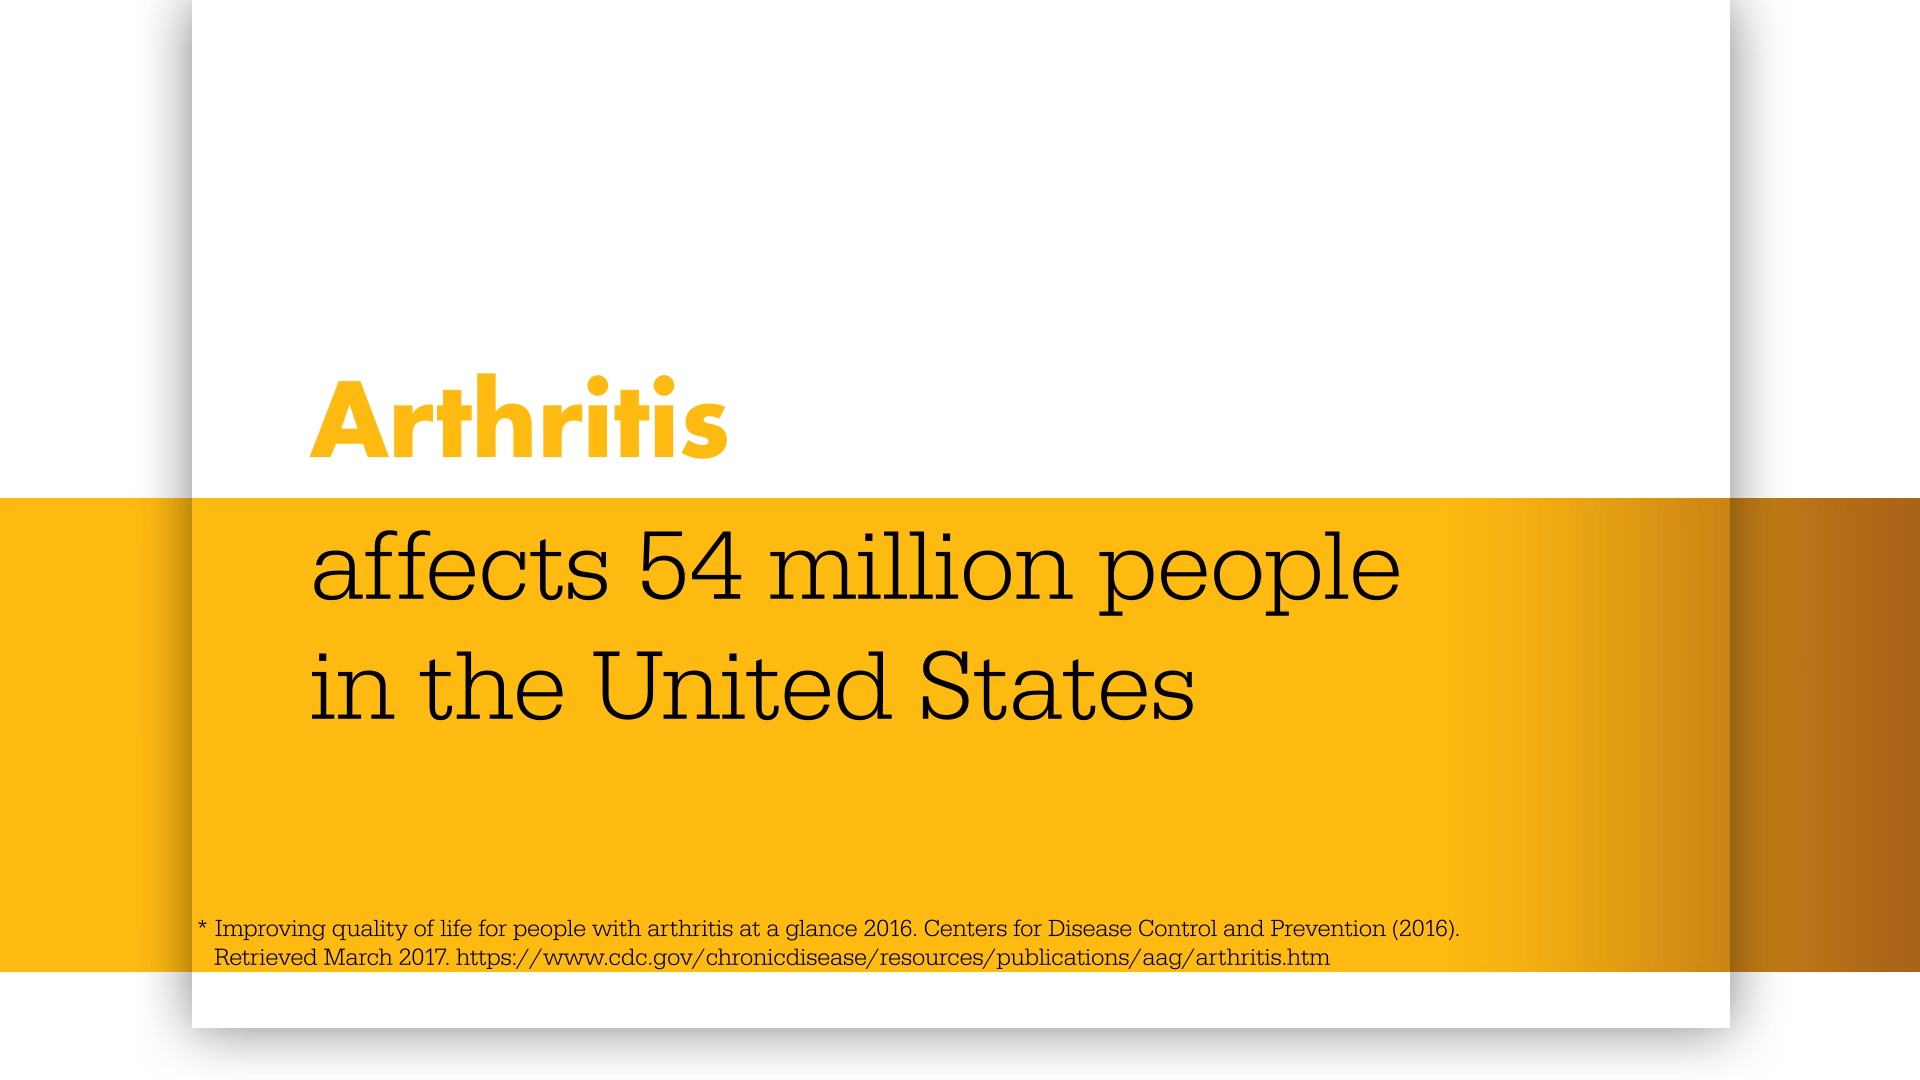 Arthritis
affects 54 million people
in the United States
* Improving quality of life for people with arthritis at a glance 2016. Centers for Disease Control and Prevention (2016).
Retrieved March 2017. https://www.cdc.gov/chronicdisease/resources/publications/aag/arthritis.htm